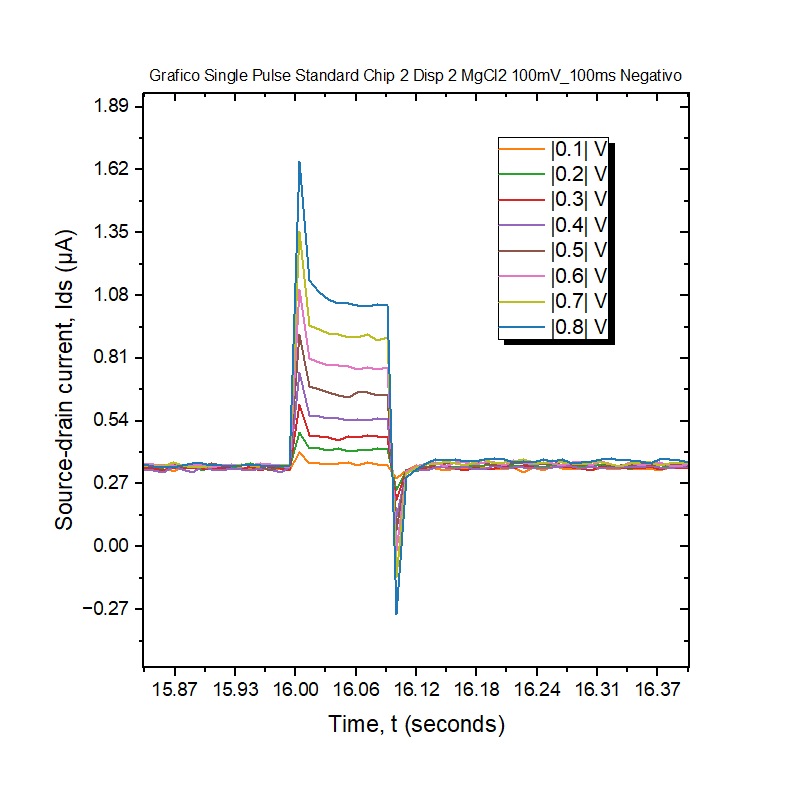 Grafico Single Pulse Standard Chip 2 Disp 2 MgCl2 100mV_100ms Negativo
1.89
1.62
1.35
1.08
0.81
0.54
0.27
0.00
−0.27
Source-drain current, Ids (µA)
|0.1| V
|0.2| V
|0.3| V
|0.4| V
|0.5| V
|0.6| V
|0.7| V
|0.8| V
15.87 15.93 16.00 16.06 16.12 16.18 16.24 16.31 16.37
Time, t (seconds)